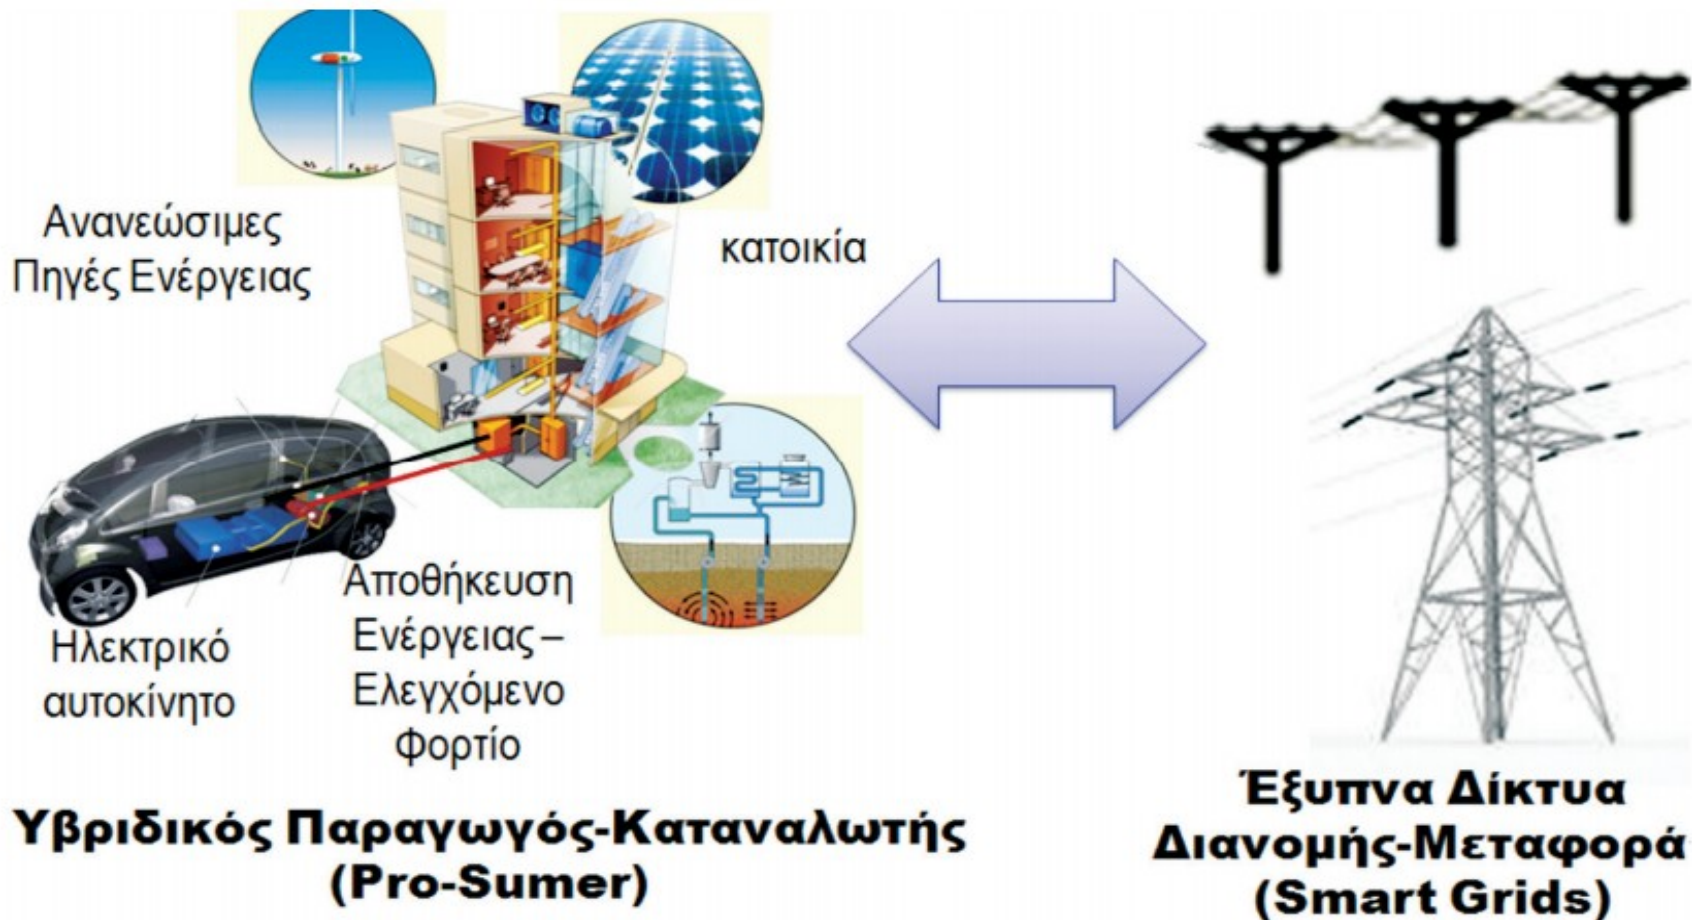 Ανανεώσιμες
Πηγές Ενέργειας
κατοικία
Αποθήκευση
Ενέργειας –
Ελεγχόμενο
Φορτίο
Ηλεκτρικό
αυτοκίνητο
Υβριδικός Παραγωγός-Καταναλωτής
(Pro-Sumer)
Έξυπνα Δίκτυα
Διανομής-Μεταφορά
(Smart Grids)